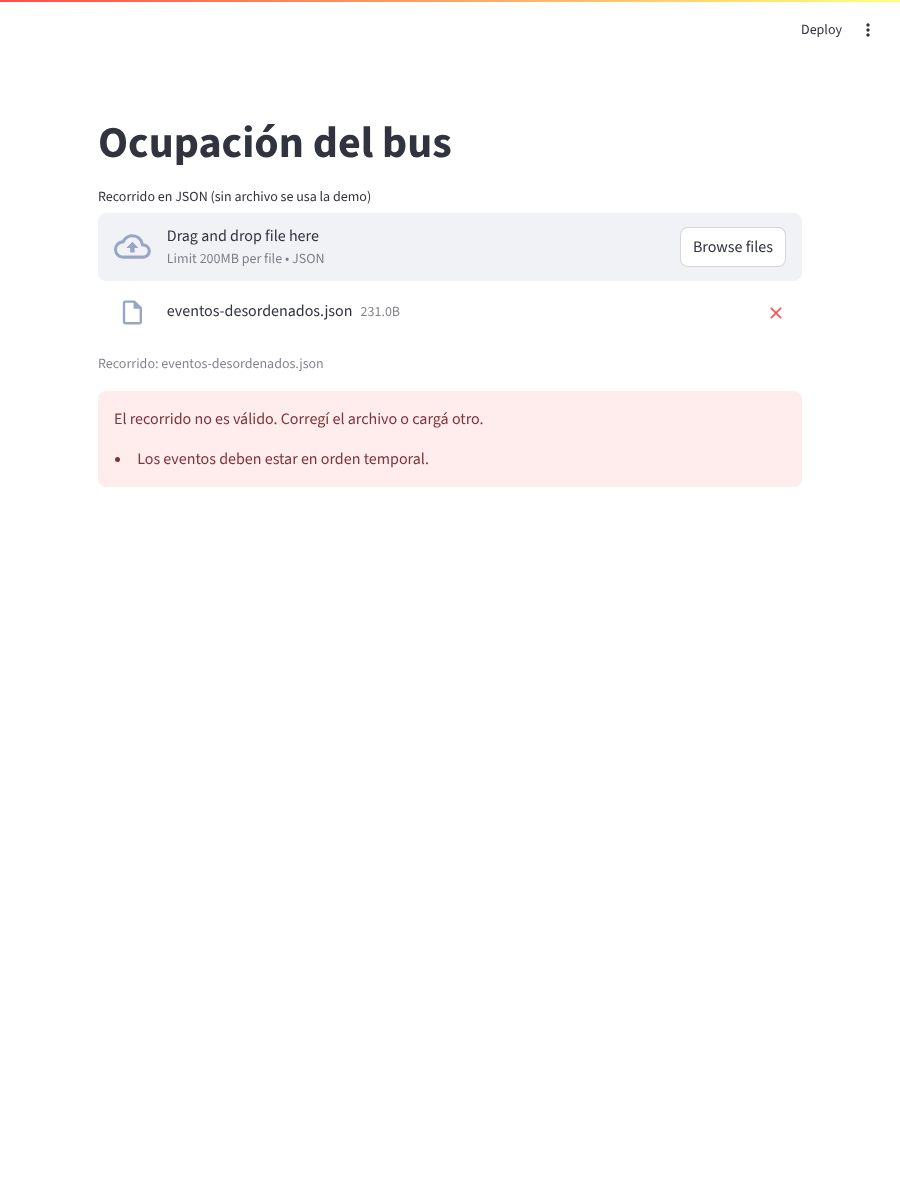 Deploy
Ocupación del bus
Recorrido en JSON (sin archivo se usa la demo)
Drag and drop file here
Limit 200MB per file • JSON
Browse files
eventos-desordenados.json 231.0B
Recorrido: eventos-desordenados.json
El recorrido no es válido. Corregí el archivo o cargá otro.
• Los eventos deben estar en orden temporal.